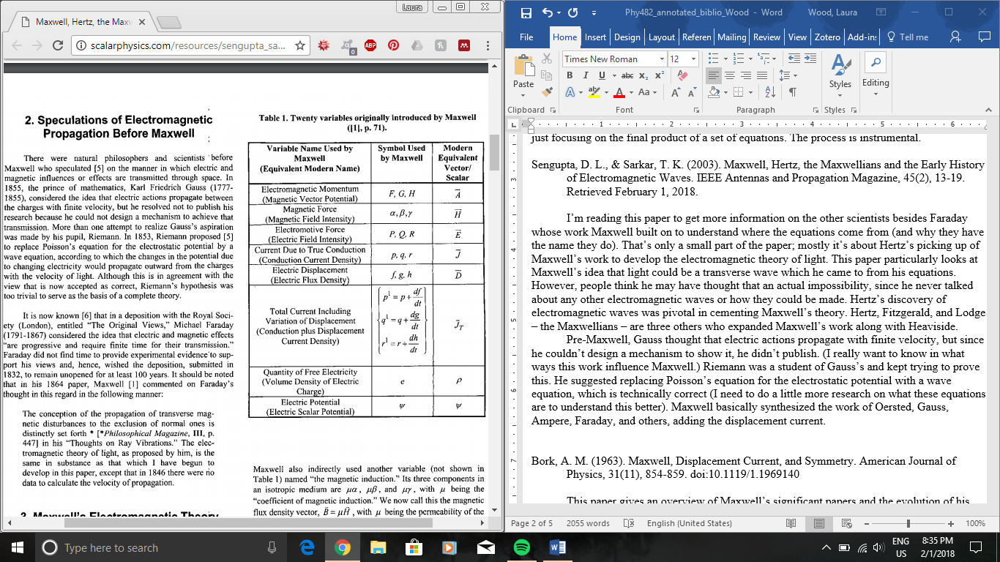 Laura
Maxwell, Hertz, the Maxw
scalarphysics.com/resources/sengupta_sa...
0
ABP
2. Speculations of Electromagnetic
Propagation Before Maxwell
There were natural philosophers and scientists before
Maxwell who speculated [5] on the manner in which electric and
magnetic influences or effects are transmitted through space. In
1855, the prince of mathematics, Karl Friedrich Gauss (1777-
1855), considered the idea that electric actions propagate between
the charges with finite velocity, but he resolved not to publish his
research because he could not design a mechanism to achieve that
transmission. More than one attempt to realize Gauss's aspiration
was made by his pupil, Riemann. In 1853, Riemann proposed [5]
to replace Poisson's equation for the electrostatic potential by a
wave equation, according to which the changes in the potential due
to changing electricity would propagate outward from the charges
with the velocity of light. Although this is in agreement with the
view that is now accepted as correct, Riemann's hypothesis was
too trivial to serve as the basis of a complete theory.
It is now known [6] that in a deposition with the Royal Soci-
ety (London), entitled "The Original Views," Michael Faraday
(1791-1867) considered the idea that electric and magnetic effects
"are progressive and require finite time for their transmission."
Faraday did not find time to provide experimental evidence to sup-
port his views and, hence, wished the deposition, submitted in
1832, to remain unopened for at least 100 years. It should be noted
that in his 1864 paper, Maxwell [1] commented on Faraday's
thought in this regard in the following manner:
The conception of the propagation of transverse mag-
netic disturbances to the exclusion of normal ones is
distinctly set forth * [*Philosophical Magazine, III, p.
447] in his "Thoughts on Ray Vibrations." The elec-
tromagnetic theory of light, as proposed by him, is the
same in substance as that which I have begun to
develop in this paper, except that in 1846 there were no
data to calculate the velocity of propagation.
3. Maxwell's Electromagnetic Theory
Table 1. Twenty variables originally introduced by Maxwell
([1], p. 71).
Variable Name Used by
Maxwell
(Equivalent Modern Name)
Symbol Used
by Maxwell
Modern
Equivalent
Vector/
Scalar
Electromagnetic Momentum
(Magnetic Vector Potential)
F, G, H
A̅
Magnetic Force
(Magnetic Field Intensity)
α, β, γ
H̅
Electromotive Force
(Electric Field Intensity)
P, Q, R
E̅
Current Due to True Conduction
(Conduction Current Density)
p, q, r
J̅
Electric Displacement
(Electric Flux Density)
f, g, h
D̅
Total Current Including
Variation of Displacement
(Conduction plus Displacement
Current Density)
p¹ = p + df/dt
q¹ = q + dg/dt
r¹ = r + dh/dt
J̅_T
Quantity of Free Electricity
(Volume Density of Electric
Charge)
e
ρ
Electric Potential
(Electric Scalar Potential)
Ψ
Ψ
Maxwell also indirectly used another variable (not shown in
Table 1) named "the magnetic induction." Its three components in
an isotropic medium are μα, μβ, and μγ, with μ being the
"coefficient of magnetic induction." We now call this the magnetic
flux density vector, B̅ = μH̅, with μ being the permeability of the
Phy482_annotated_biblio_Wood - Word
Wood, Laura
File Home Insert Design Layout Referen Mailing Review View Zotero Add-in: Tell me
Paste
Times New Roman 12
B I U abc x₂ x²
A ab A Aa A A
Styles
Editing
Clipboard Font Paragraph Styles
1 2 3 4 5 6
3
4
5
6
7
just focusing on the final product of a set of equations. The process is instrumental.
Sengupta, D. L., & Sarkar, T. K. (2003). Maxwell, Hertz, the Maxwellians and the Early History
of Electromagnetic Waves. IEEE Antennas and Propagation Magazine, 45(2), 13-19.
Retrieved February 1, 2018.
I'm reading this paper to get more information on the other scientists besides Faraday
whose work Maxwell built on to understand where the equations come from (and why they have
the name they do). That's only a small part of the paper; mostly it's about Hertz's picking up of
Maxwell's work to develop the electromagnetic theory of light. This paper particularly looks at
Maxwell's idea that light could be a transverse wave which he came to from his equations.
However, people think he may have thought that an actual impossibility, since he never talked
about any other electromagnetic waves or how they could be made. Hertz's discovery of
electromagnetic waves was pivotal in cementing Maxwell's theory. Hertz, Fitzgerald, and Lodge
– the Maxwellians – are three others who expanded Maxwell's work along with Heaviside.
Pre-Maxwell, Gauss thought that electric actions propagate with finite velocity, but since
he couldn't design a mechanism to show it, he didn't publish. (I really want to know in what
ways this work influence Maxwell.) Riemann was a student of Gauss's and kept trying to prove
this. He suggested replacing Poisson's equation for the electrostatic potential with a wave
equation, which is technically correct (I need to do a little more research on what these equations
are to understand this better). Maxwell basically synthesized the work of Oersted, Gauss,
Ampere, Faraday, and others, adding the displacement current.
Bork, A. M. (1963). Maxwell, Displacement Current, and Symmetry. American Journal of
Physics, 31(11), 854-859. doi:10.1119/1.1969140
This paper gives an overview of Maxwell's significant papers and the evolution of his
Page 2 of 5 2055 words English (United States) 100%
Type here to search
ENG
US
8:35 PM
2/1/2018